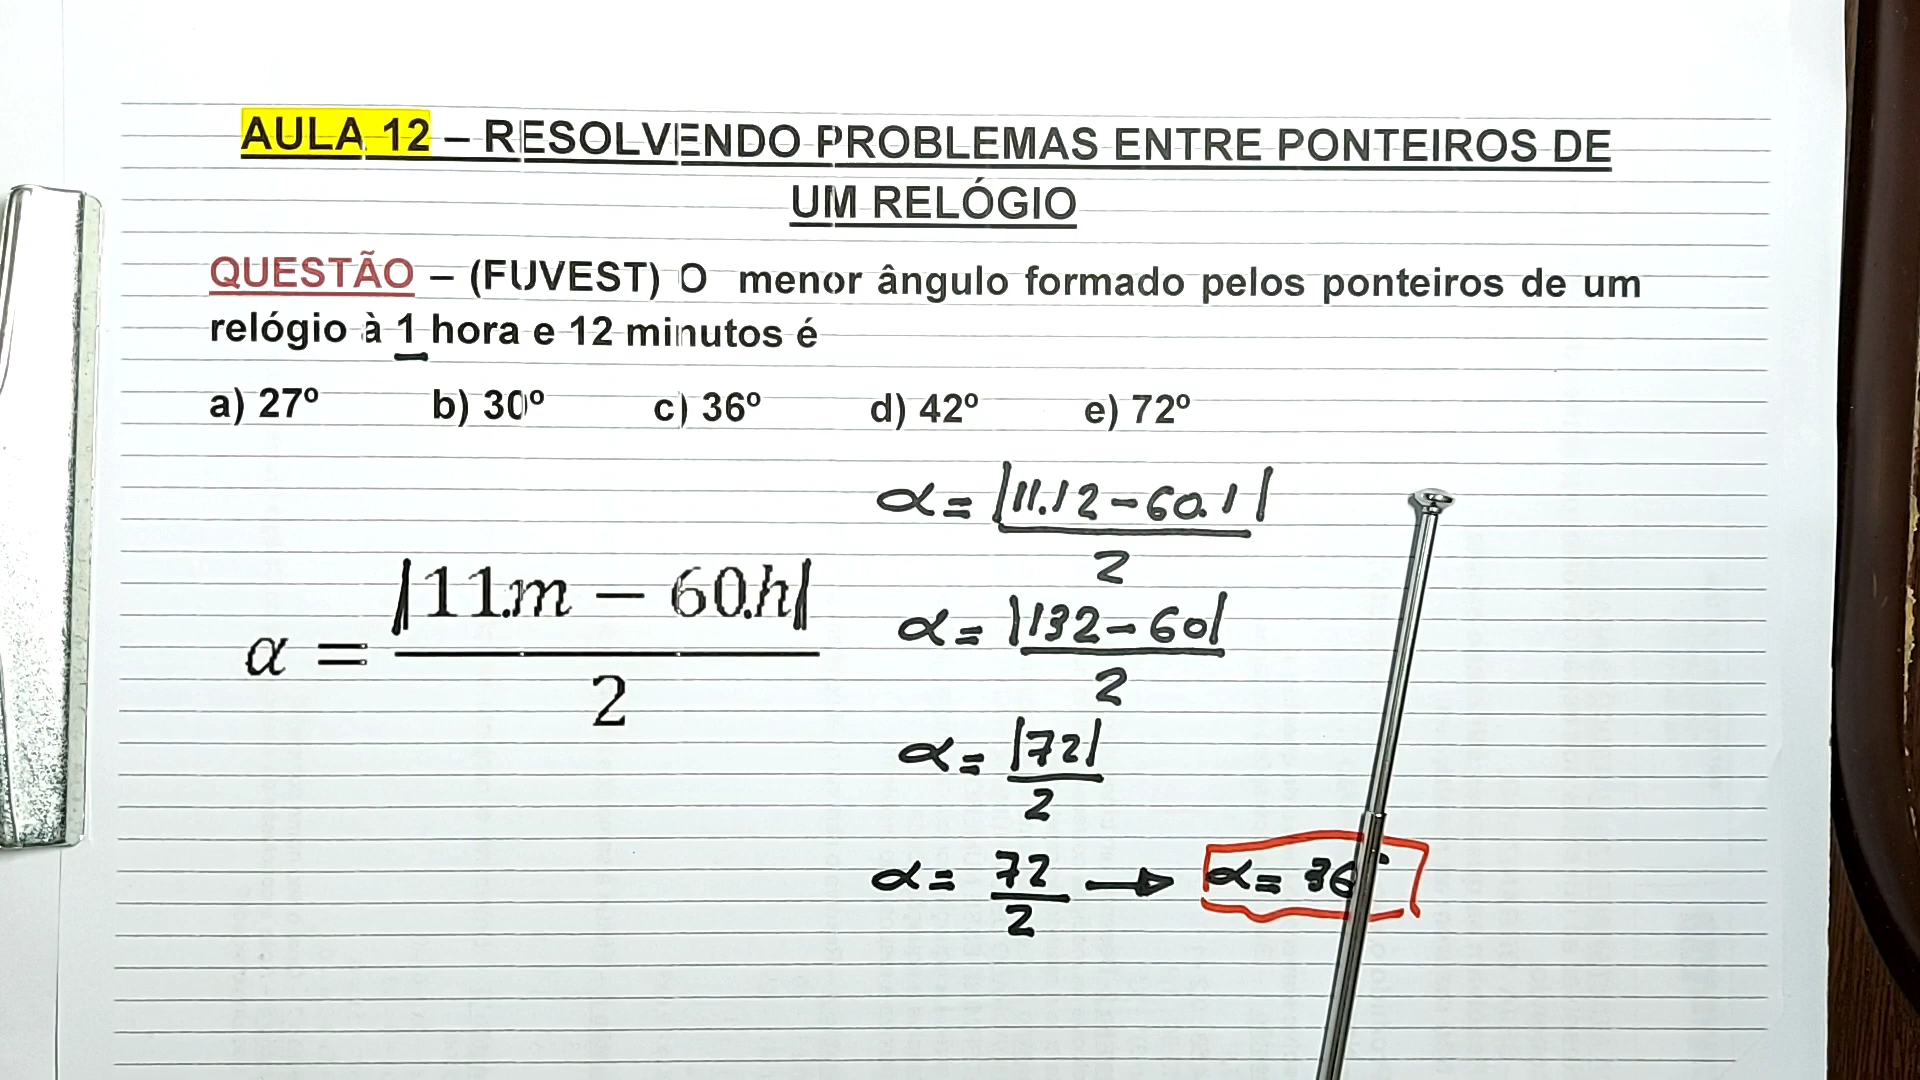 AULA 12 – RESOLVENDO PROBLEMAS ENTRE PONTEIROS DE
UM RELÓGIO
QUESTÃO – (FUVEST) O menor ângulo formado pelos ponteiros de um
relógio à 1 hora e 12 minutos é
a) 27º b) 30º c) 36º d) 42º e) 72º
α = |11.m − 60.h| / 2
α = |11.12 − 60.1| / 2
α = |132 − 60| / 2
α = |72| / 2
α = 72 / 2 → α = 36°